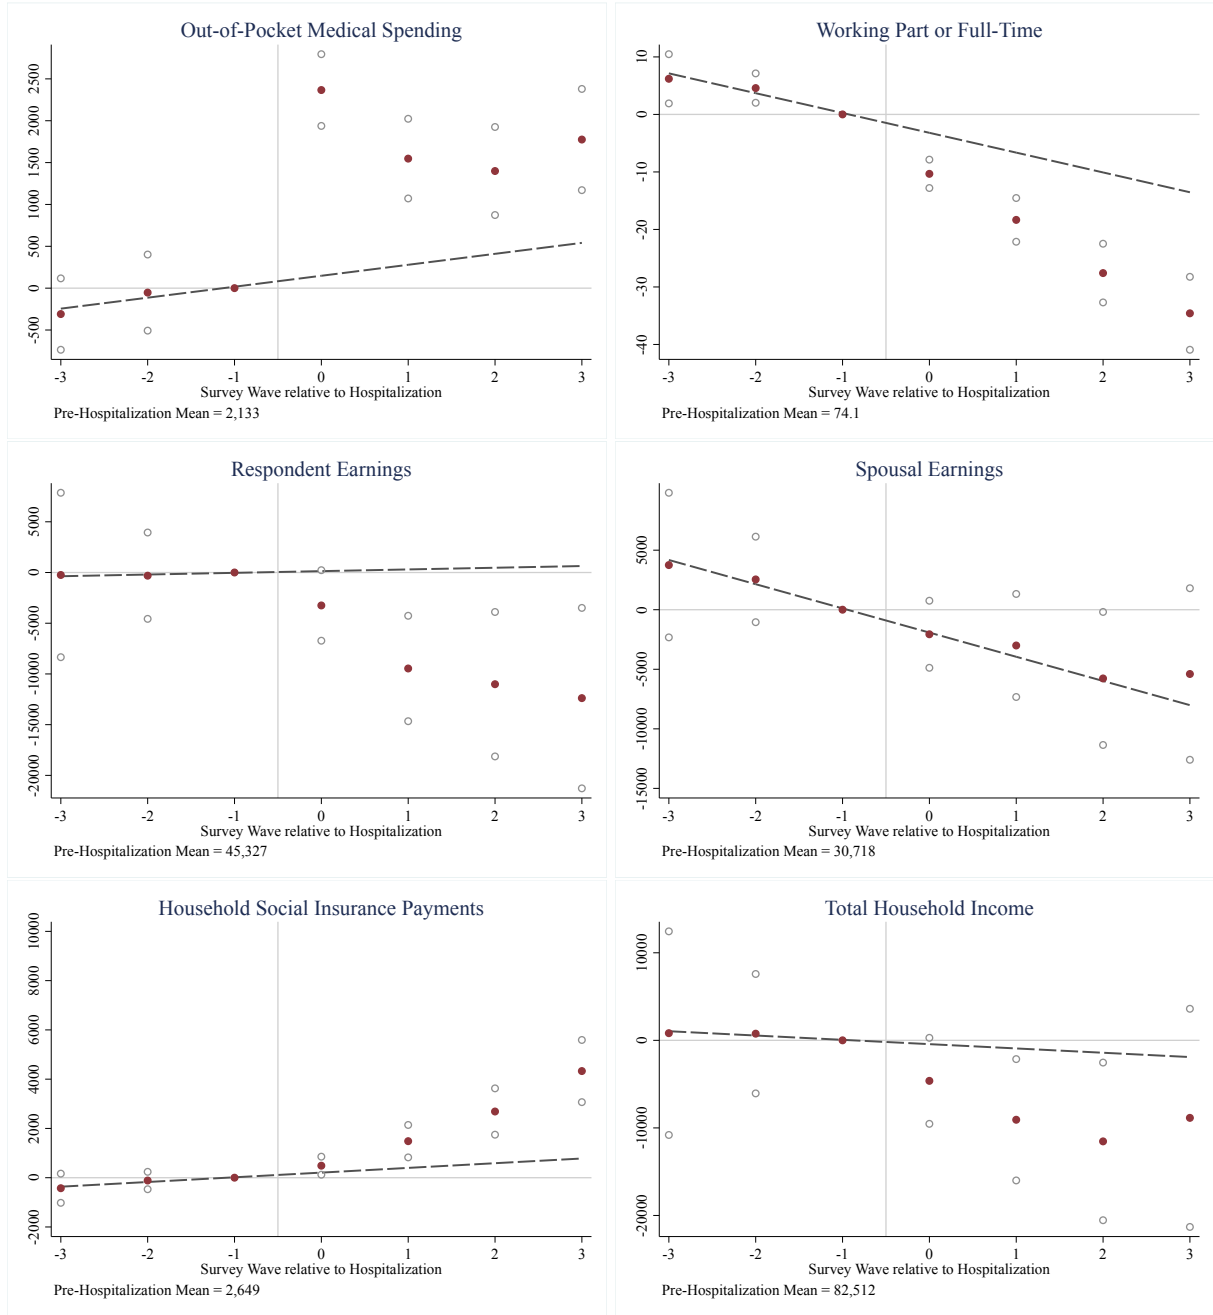 Out-of-Pocket Medical Spending
2500
2000
1500
1000
500
0
-500
-3 -2 -1 0 1 2 3
Survey Wave relative to Hospitalization
Pre-Hospitalization Mean = 2,133
Working Part or Full-Time
10
0
-10
-20
-30
-40
-3 -2 -1 0 1 2 3
Survey Wave relative to Hospitalization
Pre-Hospitalization Mean = 74.1
Respondent Earnings
5000
0
-5000
-10000
-15000
-20000
-3 -2 -1 0 1 2 3
Survey Wave relative to Hospitalization
Pre-Hospitalization Mean = 45,327
Spousal Earnings
5000
0
-5000
-10000
-15000
-3 -2 -1 0 1 2 3
Survey Wave relative to Hospitalization
Pre-Hospitalization Mean = 30,718
Household Social Insurance Payments
10000
8000
6000
4000
2000
0
-2000
-3 -2 -1 0 1 2 3
Survey Wave relative to Hospitalization
Pre-Hospitalization Mean = 2,649
Total Household Income
10000
0
-10000
-20000
-3 -2 -1 0 1 2 3
Survey Wave relative to Hospitalization
Pre-Hospitalization Mean = 82,512